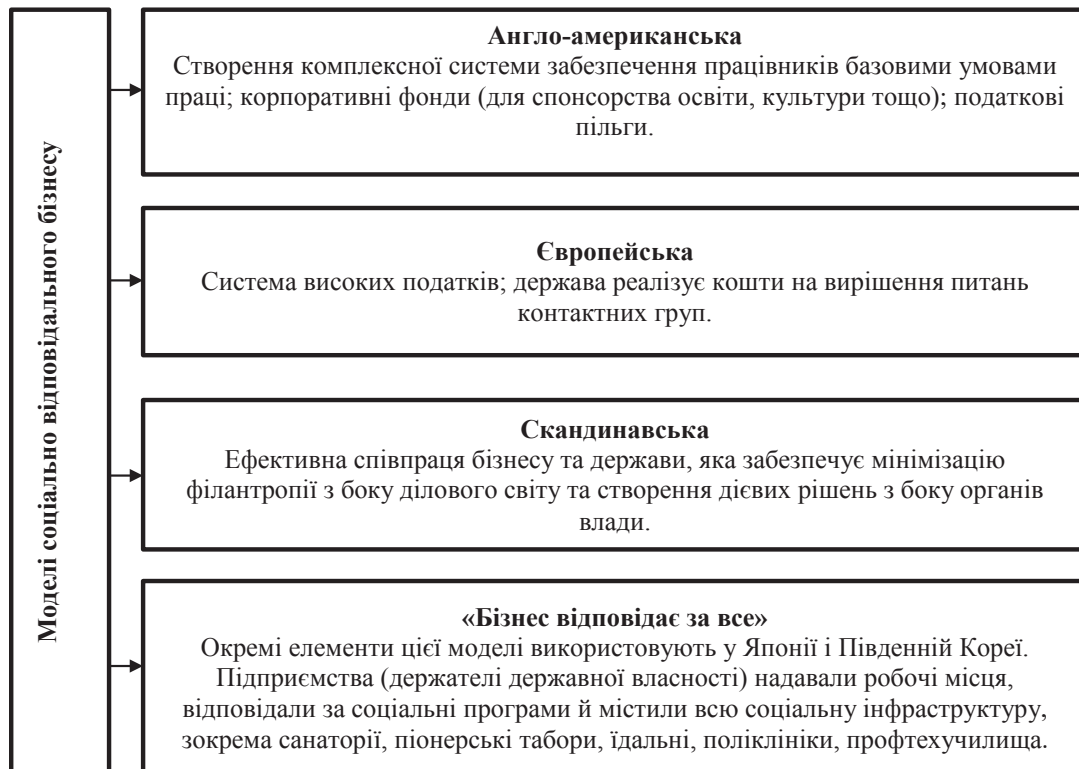 Моделі соціально відповідального бізнесу
Англо-американська
Створення комплексної системи забезпечення працівників базовими умовами
праці; корпоративні фонди (для спонсорства освіти, культури тощо); податкові
пільги.
Європейська
Система високих податків; держава реалізує кошти на вирішення питань
контактних груп.
Скандинавська
Ефективна співпраця бізнесу та держави, яка забезпечує мінімізацію
філантропії з боку ділового світу та створення дієвих рішень з боку органів
влади.
«Бізнес відповідає за все»
Окремі елементи цієї моделі використовують у Японії і Південній Кореї.
Підприємства (держателі державної власності) надавали робочі місця,
відповідали за соціальні програми й містили всю соціальну інфраструктуру,
зокрема санаторії, піонерські табори, їдальні, поліклініки, профтехучилища.